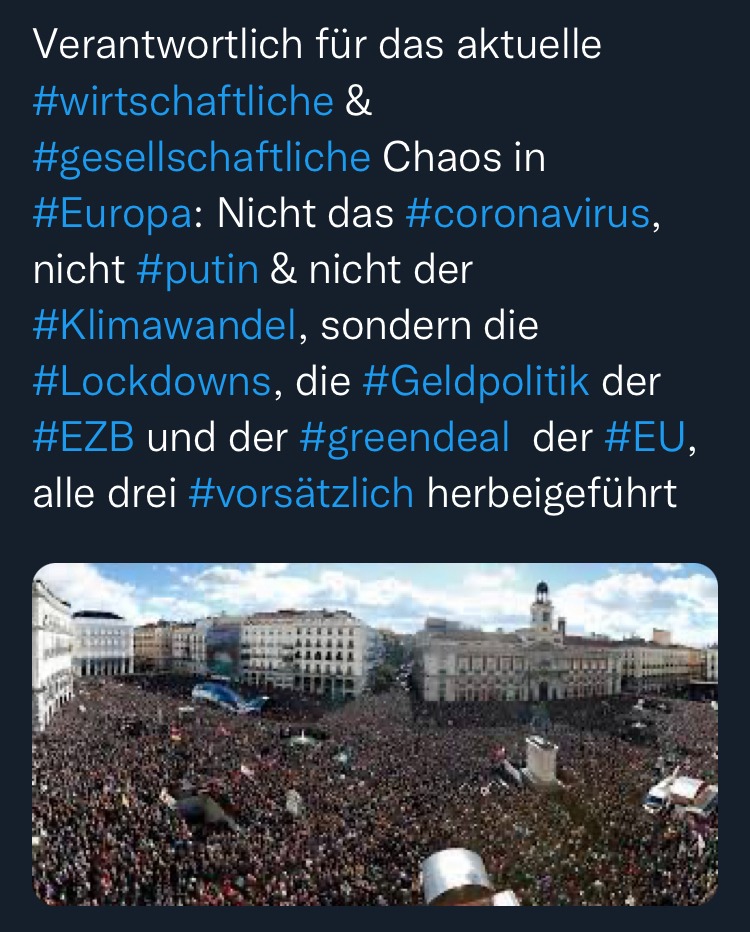 Verantwortlich für das aktuelle
#wirtschaftliche &
#gesellschaftliche Chaos in
#Europa: Nicht das #coronavirus,
nicht #putin & nicht der
#Klimawandel, sondern die
#Lockdowns, die #Geldpolitik der
#EZB und der #greendeal  der #EU,
alle drei #vorsätzlich herbeigeführt